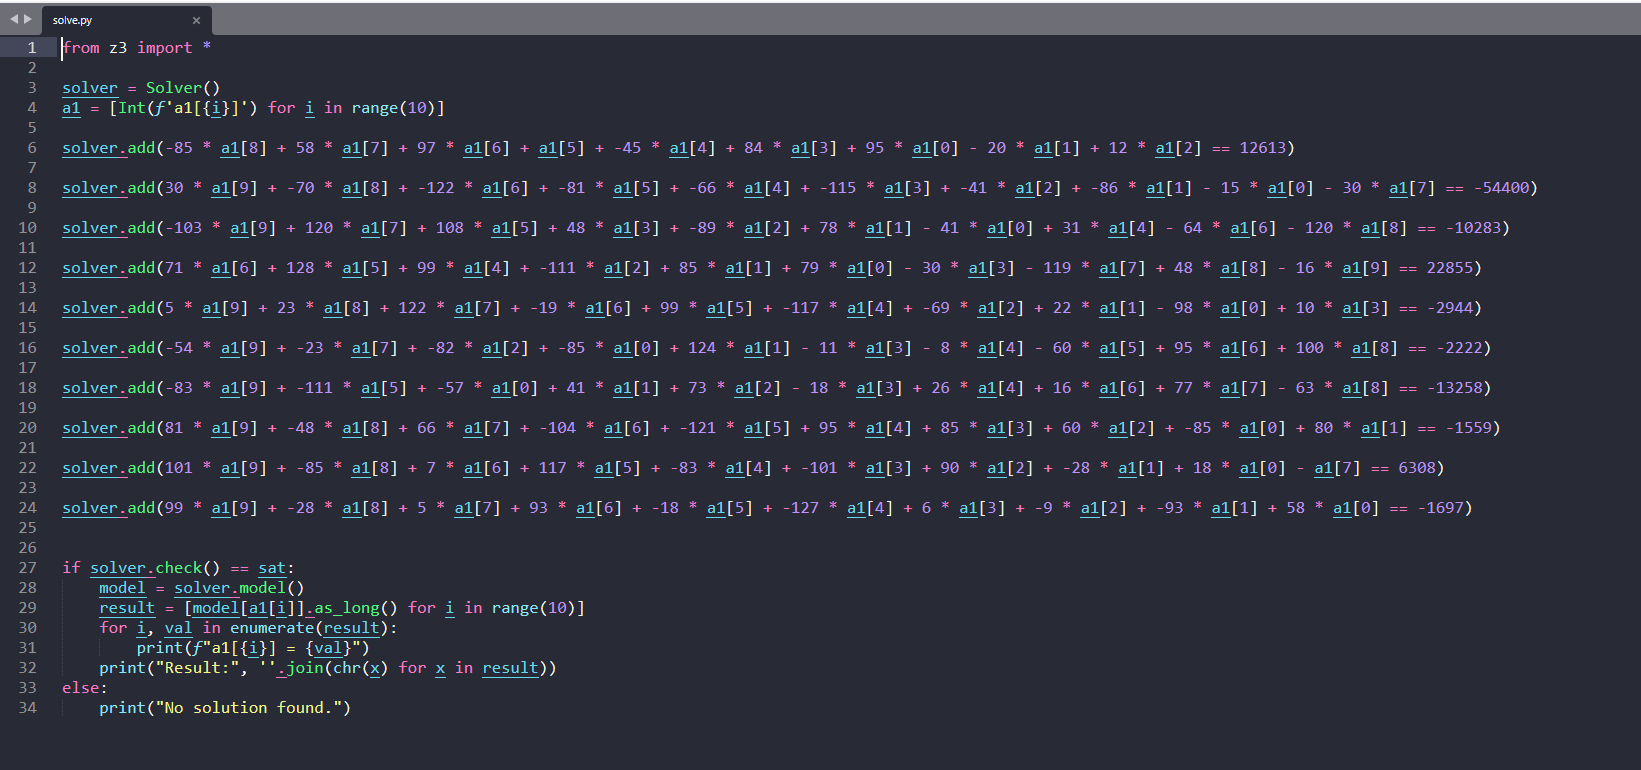 solve.py ×
1 from z3 import *
2
3 solver = Solver()
4 a1 = [Int(f'a1[{i}]') for i in range(10)]
5
6 solver.add(-85 * a1[8] + 58 * a1[7] + 97 * a1[6] + a1[5] + -45 * a1[4] + 84 * a1[3] + 95 * a1[0] - 20 * a1[1] + 12 * a1[2] == 12613)
7
8 solver.add(30 * a1[9] + -70 * a1[8] + -122 * a1[6] + -81 * a1[5] + -66 * a1[4] + -115 * a1[3] + -41 * a1[2] + -86 * a1[1] - 15 * a1[0] - 30 * a1[7] == -54400)
9
10 solver.add(-103 * a1[9] + 120 * a1[7] + 108 * a1[5] + 48 * a1[3] + -89 * a1[2] + 78 * a1[1] - 41 * a1[0] + 31 * a1[4] - 64 * a1[6] - 120 * a1[8] == -10283)
11
12 solver.add(71 * a1[6] + 128 * a1[5] + 99 * a1[4] + -111 * a1[2] + 85 * a1[1] + 79 * a1[0] - 30 * a1[3] - 119 * a1[7] + 48 * a1[8] - 16 * a1[9] == 22855)
13
14 solver.add(5 * a1[9] + 23 * a1[8] + 122 * a1[7] + -19 * a1[6] + 99 * a1[5] + -117 * a1[4] + -69 * a1[2] + 22 * a1[1] - 98 * a1[0] + 10 * a1[3] == -2944)
15
16 solver.add(-54 * a1[9] + -23 * a1[7] + -82 * a1[2] + -85 * a1[0] + 124 * a1[1] - 11 * a1[3] - 8 * a1[4] - 60 * a1[5] + 95 * a1[6] + 100 * a1[8] == -2222)
17
18 solver.add(-83 * a1[9] + -111 * a1[5] + -57 * a1[0] + 41 * a1[1] + 73 * a1[2] - 18 * a1[3] + 26 * a1[4] + 16 * a1[6] + 77 * a1[7] - 63 * a1[8] == -13258)
19
20 solver.add(81 * a1[9] + -48 * a1[8] + 66 * a1[7] + -104 * a1[6] + -121 * a1[5] + 95 * a1[4] + 85 * a1[3] + 60 * a1[2] + -85 * a1[0] + 80 * a1[1] == -1559)
21
22 solver.add(101 * a1[9] + -85 * a1[8] + 7 * a1[6] + 117 * a1[5] + -83 * a1[4] + -101 * a1[3] + 90 * a1[2] + -28 * a1[1] + 18 * a1[0] - a1[7] == 6308)
23
24 solver.add(99 * a1[9] + -28 * a1[8] + 5 * a1[7] + 93 * a1[6] + -18 * a1[5] + -127 * a1[4] + 6 * a1[3] + -9 * a1[2] + -93 * a1[1] + 58 * a1[0] == -1697)
25
26
27 if solver.check() == sat:
28 model = solver.model()
29 result = [model[a1[i]].as_long() for i in range(10)]
30 for i, val in enumerate(result):
31 print(f"a1[{i}] = {val}")
32 print("Result:", ''.join(chr(x) for x in result))
33 else:
34 print("No solution found.")